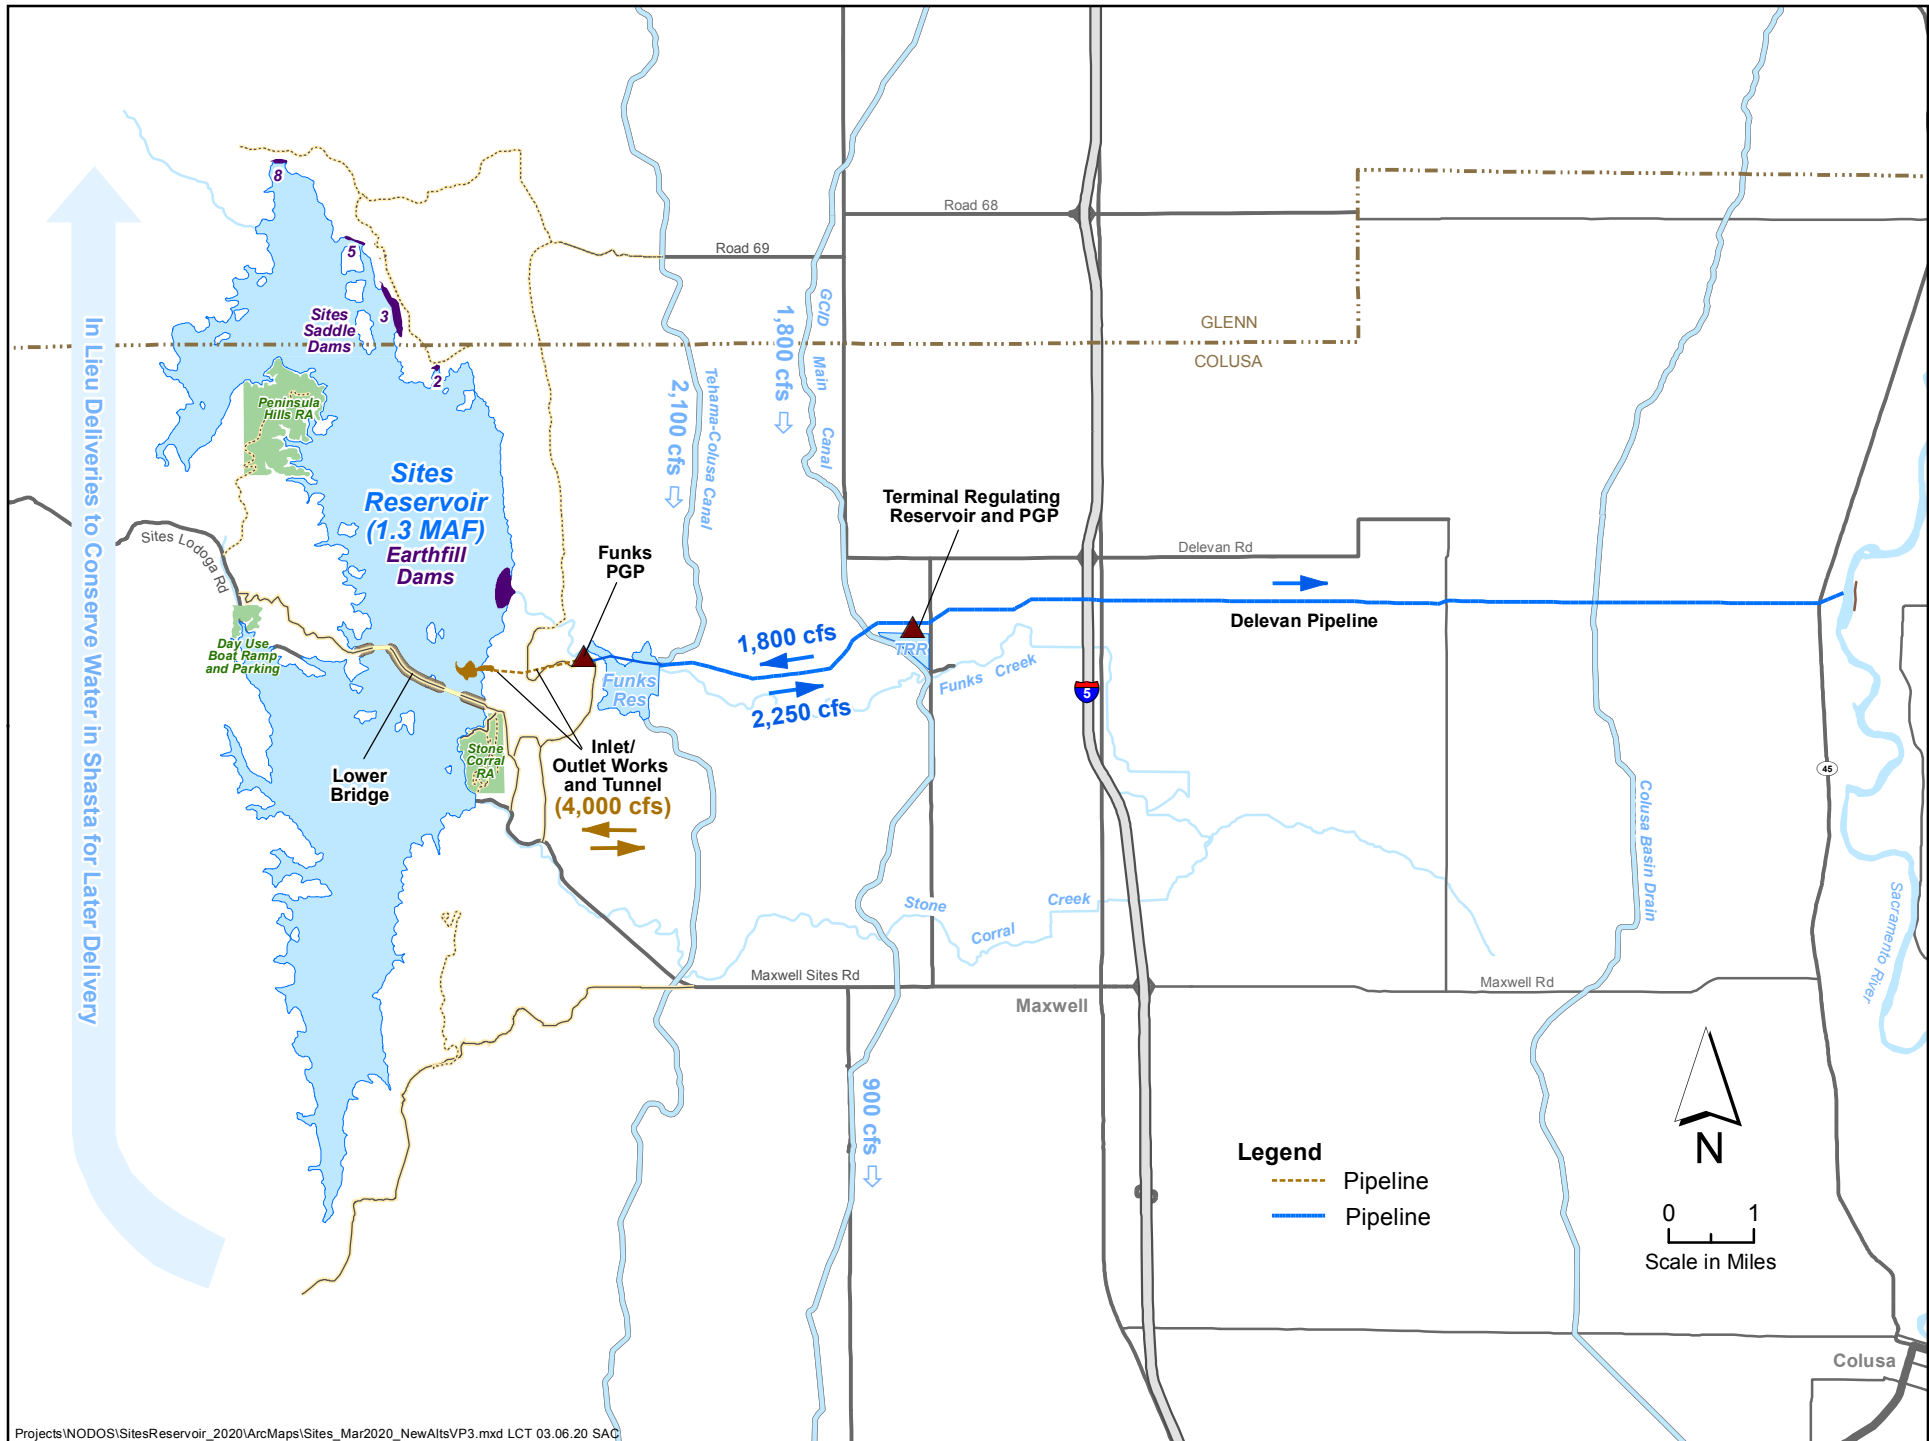 8
5
3
2
Sites
Saddle
Dams
Road 68
Road 69
GLENN
COLUSA
In Lieu Deliveries to Conserve Water in Shasta for Later Delivery
Peninsula
Hills RA
Sites
Reservoir
(1.3 MAF)
Earthfill
Dams
2,100 cfs
Tehama-Colusa Canal
1,800 cfs
GCID Main Canal
Terminal Regulating
Reservoir and PGP
Delevan Rd
Sites Lodoga Rd
Funks
PGP
Delevan Pipeline
Day Use
Boat Ramp
and Parking
1,800 cfs
2,250 cfs
TRR
Funks Creek
Funks
Res
5
Lower
Bridge
Stone
Corral
RA
Inlet/
Outlet Works
and Tunnel
(4,000 cfs)
45
Colusa Basin Drain
Sacramento River
Stone
Corral
Creek
Maxwell Sites Rd
Maxwell
Maxwell Rd
900 cfs
Legend
Pipeline
Pipeline
N
0 1
Scale in Miles
Colusa
Projects\NODOS\SitesReservoir_2020\ArcMaps\Sites_Mar2020_NewAltsVP3.mxd LCT 03.06.20 SAC